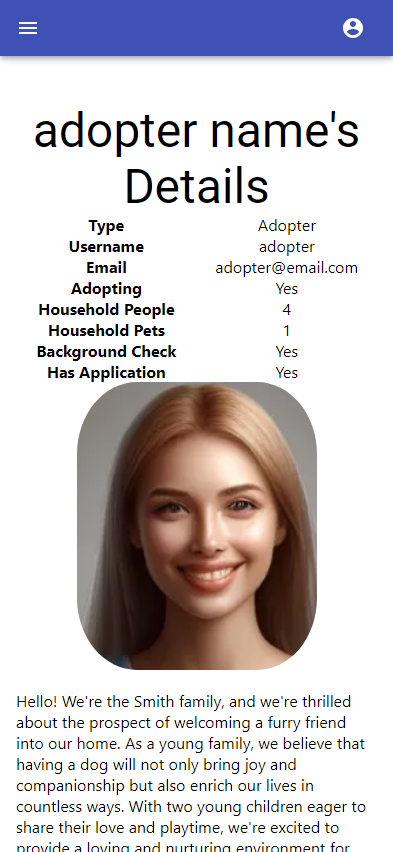 adopter name's
Details
Type Adopter
Username adopter
Email adopter@email.com
Adopting Yes
Household People 4
Household Pets 1
Background Check Yes
Has Application Yes
Hello! We're the Smith family, and we're thrilled
about the prospect of welcoming a furry friend
into our home. As a young family, we believe that
having a dog will not only bring joy and
companionship but also enrich our lives in
countless ways. With two young children eager to
share their love and playtime, we're excited to
provide a loving and nurturing environment for